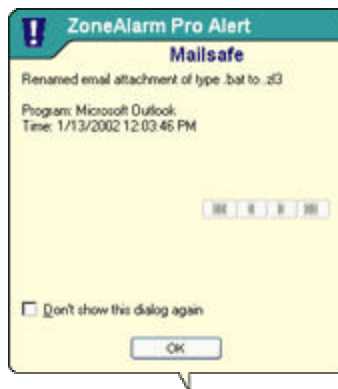 ZoneAlarm Pro Alert
Mailsafe
Renamed email attachment of type .bat to .zl3
Program: Microsoft Outlook
Time: 1/13/2002 12:03:46 PM
Don't show this dialog again
OK